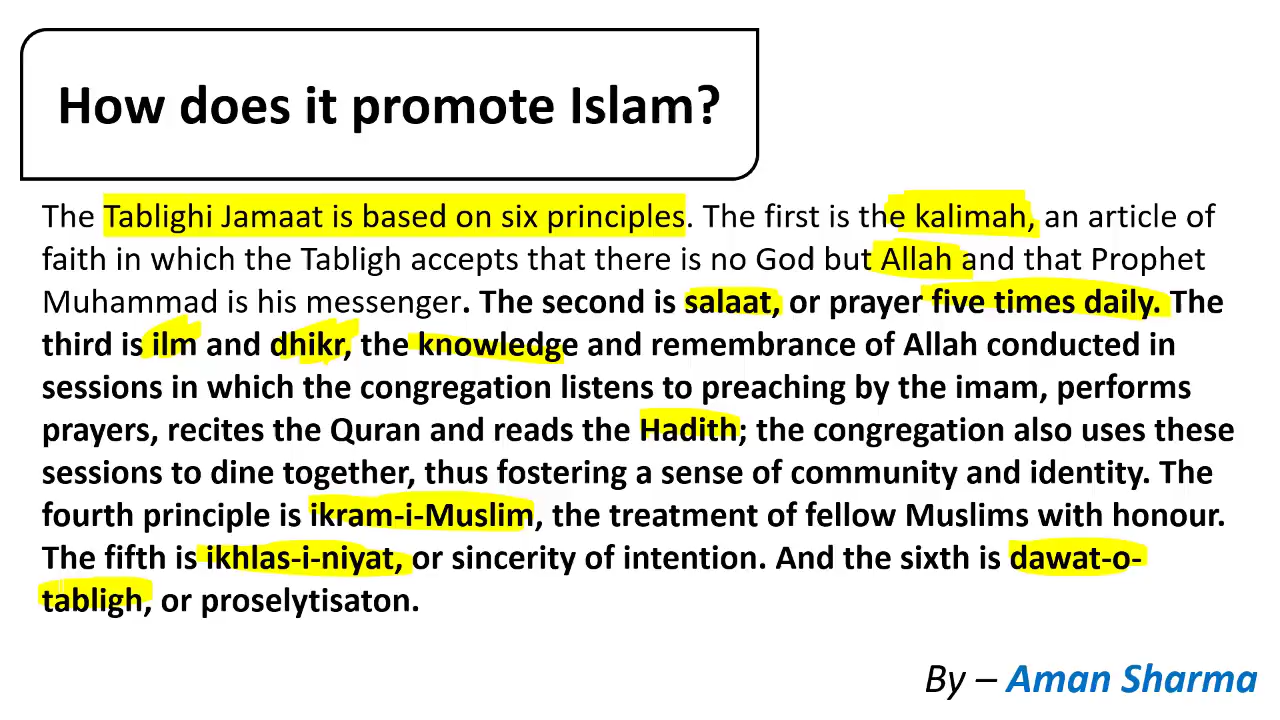 How does it promote Islam?
The Tablighi Jamaat is based on six principles. The first is the kalimah, an article of
faith in which the Tabligh accepts that there is no God but Allah and that Prophet
Muhammad is his messenger. The second is salaat, or prayer five times daily. The
third is ilm and dhikr, the knowledge and remembrance of Allah conducted in
sessions in which the congregation listens to preaching by the imam, performs
prayers, recites the Quran and reads the Hadith; the congregation also uses these
sessions to dine together, thus fostering a sense of community and identity. The
fourth principle is ikram-i-Muslim, the treatment of fellow Muslims with honour.
The fifth is ikhlas-i-niyat, or sincerity of intention. And the sixth is dawat-o-
tabligh, or proselytisaton.
By – Aman Sharma